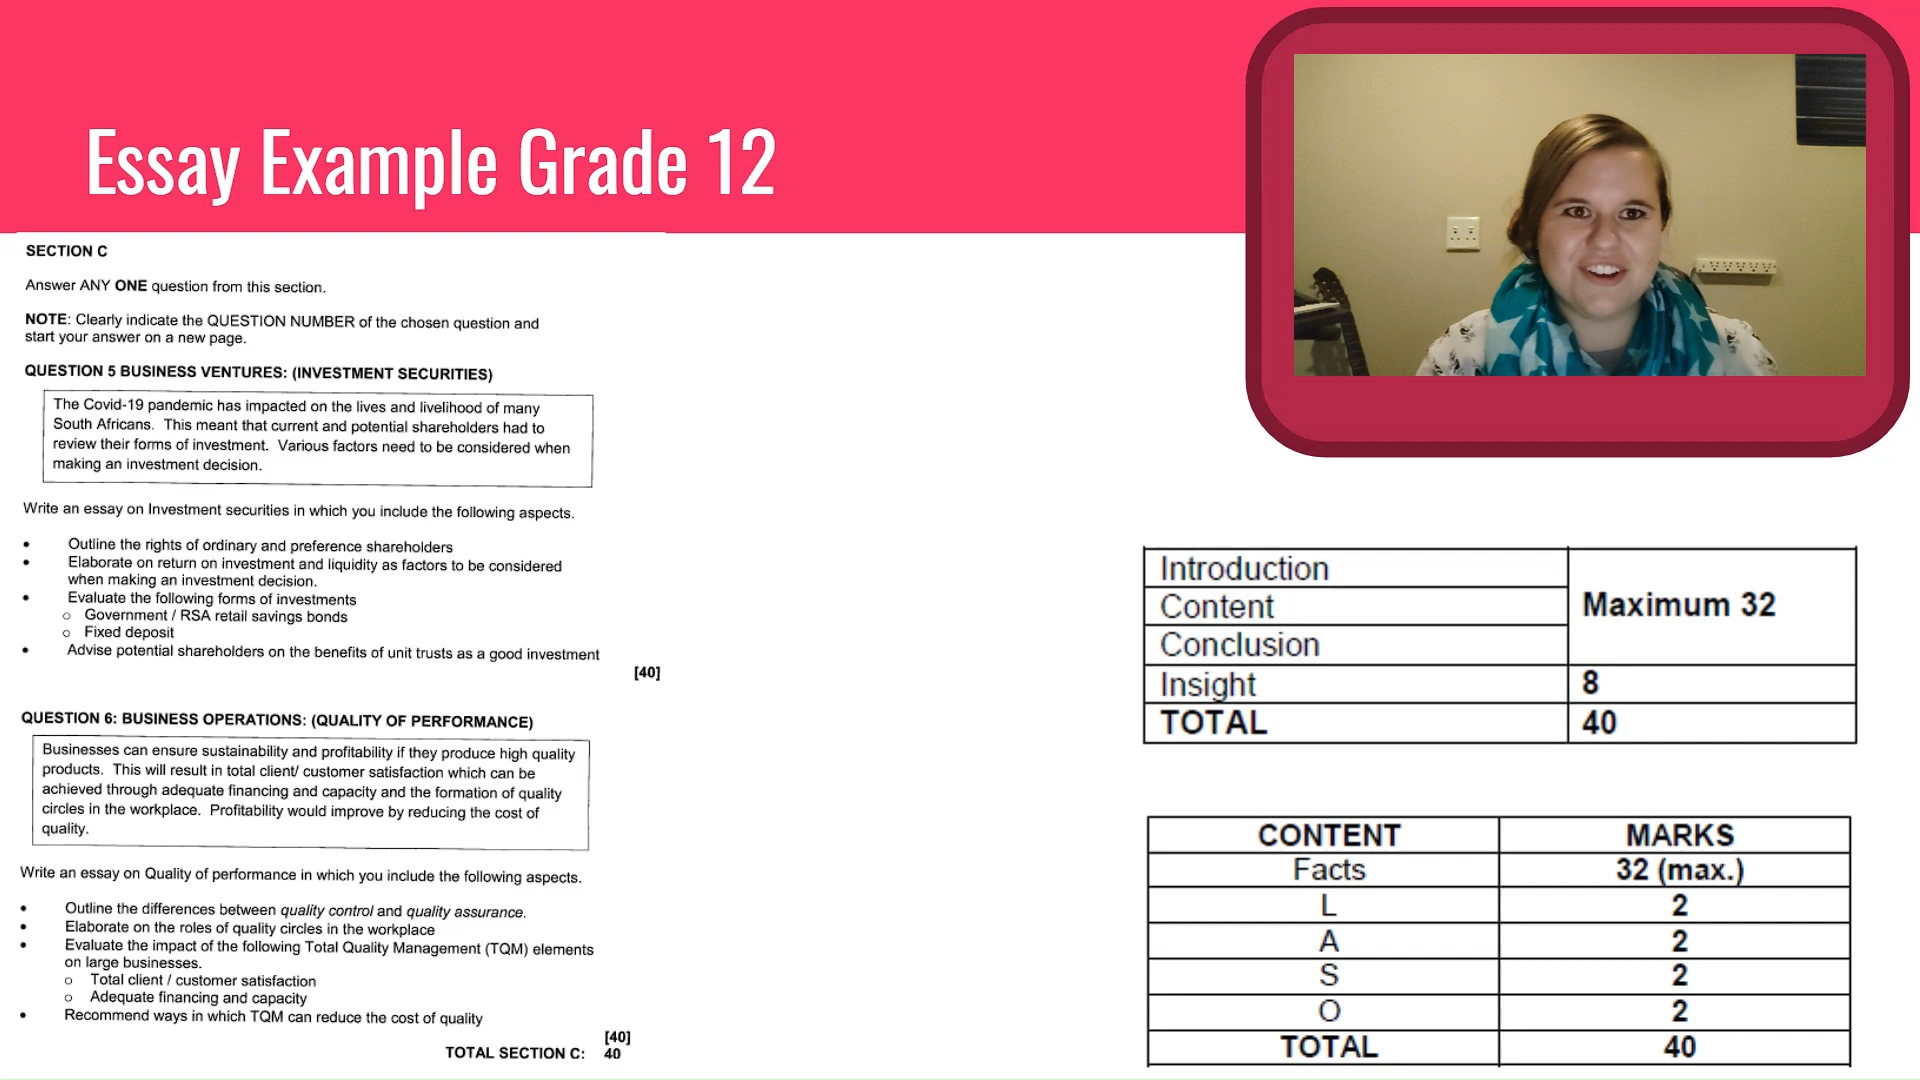 Essay Example Grade 12
SECTION C
Answer ANY ONE question from this section.
NOTE: Clearly indicate the QUESTION NUMBER of the chosen question and
start your answer on a new page.
QUESTION 5 BUSINESS VENTURES: (INVESTMENT SECURITIES)
The Covid-19 pandemic has impacted on the lives and livelihood of many
South Africans. This meant that current and potential shareholders had to
review their forms of investment. Various factors need to be considered when
making an investment decision.
Write an essay on Investment securities in which you include the following aspects.
• Outline the rights of ordinary and preference shareholders
• Elaborate on return on investment and liquidity as factors to be considered
when making an investment decision.
• Evaluate the following forms of investments
o Government / RSA retail savings bonds
o Fixed deposit
• Advise potential shareholders on the benefits of unit trusts as a good investment
[40]
QUESTION 6: BUSINESS OPERATIONS: (QUALITY OF PERFORMANCE)
Businesses can ensure sustainability and profitability if they produce high quality
products. This will result in total client/ customer satisfaction which can be
achieved through adequate financing and capacity and the formation of quality
circles in the workplace. Profitability would improve by reducing the cost of
quality.
Write an essay on Quality of performance in which you include the following aspects.
• Outline the differences between quality control and quality assurance.
• Elaborate on the roles of quality circles in the workplace
• Evaluate the impact of the following Total Quality Management (TQM) elements
on large businesses.
o Total client / customer satisfaction
o Adequate financing and capacity
• Recommend ways in which TQM can reduce the cost of quality
[40]
TOTAL SECTION C: 40
Introduction
Content
Conclusion
Maximum 32
Insight 8
TOTAL 40
CONTENT MARKS
Facts 32 (max.)
L 2
A 2
S 2
O 2
TOTAL 40